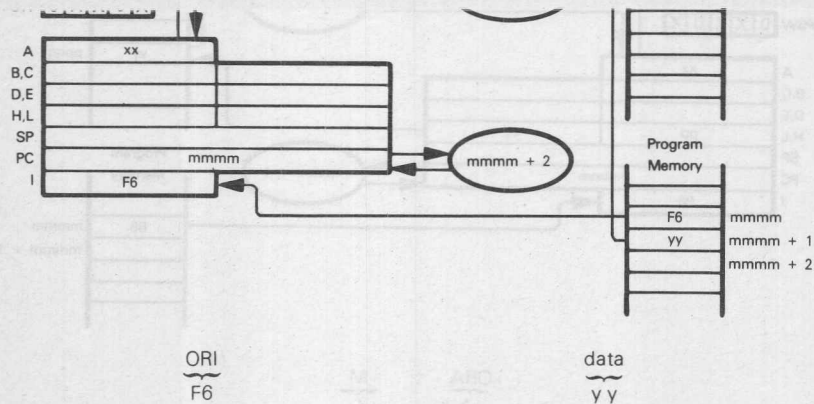 A xx
B,C
D,E
H,L
SP
PC mmmm mmmm + 2
I F6
Program
Memory
F6 mmmm
yy mmmm + 1
mmmm + 2
ORI data
F6 y y